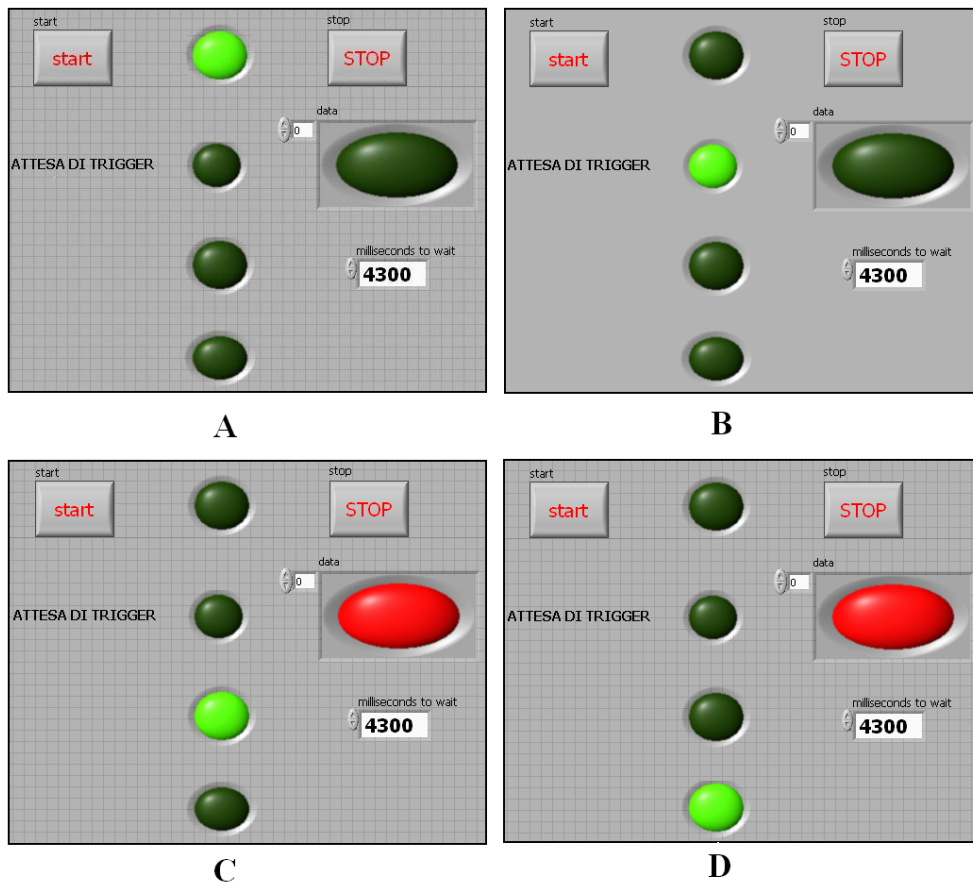 start
stop
start
STOP
data
0
ATTESA DI TRIGGER
milliseconds to wait
4300
A
start
stop
start
STOP
data
0
ATTESA DI TRIGGER
milliseconds to wait
4300
B
start
stop
start
STOP
data
0
ATTESA DI TRIGGER
milliseconds to wait
4300
C
start
stop
start
STOP
data
0
ATTESA DI TRIGGER
milliseconds to wait
4300
D